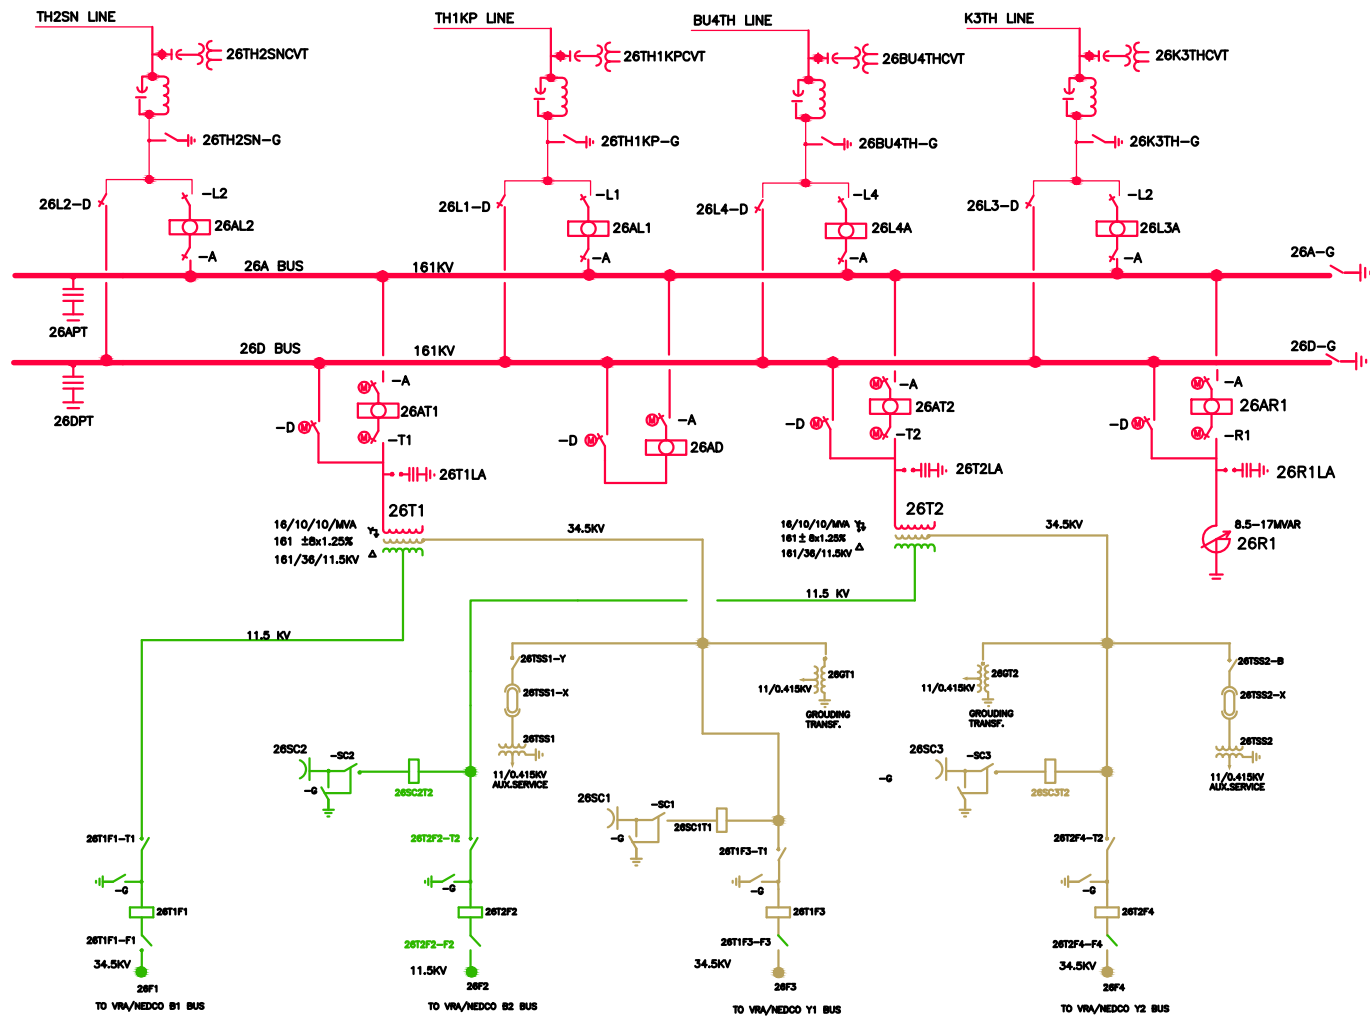 TH2SN LINE
TH1KP LINE
BU4TH LINE
K3TH LINE
26TH2SNCVT
26TH1KPCVT
26BU4THCVT
26K3THCVT
26TH2SN-G
26TH1KP-G
26BU4TH-G
26K3TH-G
26L2-D
-L2
26AL2
-A
26L1-D
-L1
26AL1
-A
26L4-D
-L4
26L4A
-A
26L3-D
-L2
26L3A
-A
26A BUS
161KV
26A-G
26APT
26D BUS
161KV
26D-G
26DPT
-D
M
M
-A
26AT1
M
-T1
26T1LA
-D
M
M
-A
26AD
-D
M
M
-A
26AT2
M
-T2
26T2LA
-D
M
M
-A
26AR1
M
-R1
26R1LA
26T1
16/10/10/MVA
161 ±8x1.25%
161/36/11.5KV
34.5KV
26T2
16/10/10/MVA
161 ± 8x1.25%
161/36/11.5KV
34.5KV
8.5-17MVAR
26R1
11.5 KV
11.5 KV
26TSS1-Y
26TSS1-X
26TSS1
11/0.415KV
AUX.SERVICE
26GT1
11/0.415KV
GROUDING
TRANSF.
26GT2
11/0.415KV
GROUDING
TRANSF.
26TSS2-B
26TSS2-X
26TSS2
11/0.415KV
AUX.SERVICE
26SC2
-SC2
-G
26SC2T2
26SC1
-SC1
-G
26SC1T1
26SC3
-SC3
-G
26SC3T2
26T1F1-T1
-G
26T1F1
26T1F1-F1
34.5KV
26F1
TO VRA/NEDCO B1 BUS
26T2F2-T2
-G
26T2F2
26T2F2-F2
11.5KV
26F2
TO VRA/NEDCO B2 BUS
26T1F3-T1
-G
26T1F3
26T1F3-F3
34.5KV
26F3
TO VRA/NEDCO Y1 BUS
26T2F4-T2
-G
26T2F4
26T2F4-F4
34.5KV
26F4
TO VRA/NEDCO Y2 BUS